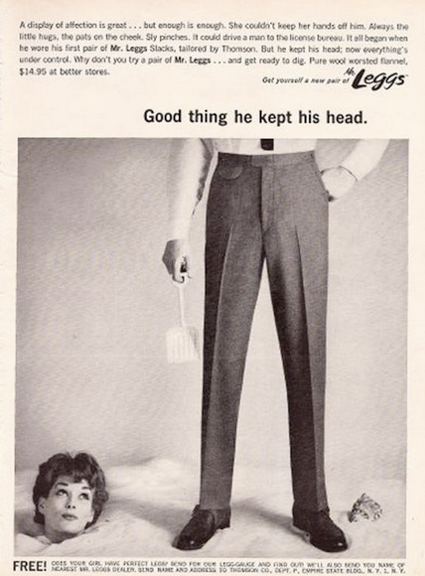 A display of affection is great . . . but enough is enough. She couldn't keep her hands off him. Always the
little hugs, the pats on the cheek. Sly pinches. It could drive a man to the license bureau. It all began when
he wore his first pair of Mr. Leggs Slacks, tailored by Thomson. But he kept his head; now everything's
under control. Why don't you try a pair of Mr. Leggs . . . and get ready to dig. Pure wool worsted flannel,
$14.95 at better stores.
Get yourself a new pair of Mr. Leggs
Good thing he kept his head.
FREE! DOES YOUR GIRL HAVE PERFECT LEGS? SEND FOR OUR LEGG-GAUGE AND FIND OUT! WE'LL ALSO SEND YOU NAME OF
NEAREST MR. LEGGS DEALER. SEND NAME AND ADDRESS TO THOMSON CO., DEPT. P, EMPIRE STATE BLDG., N. Y. 1, N. Y.